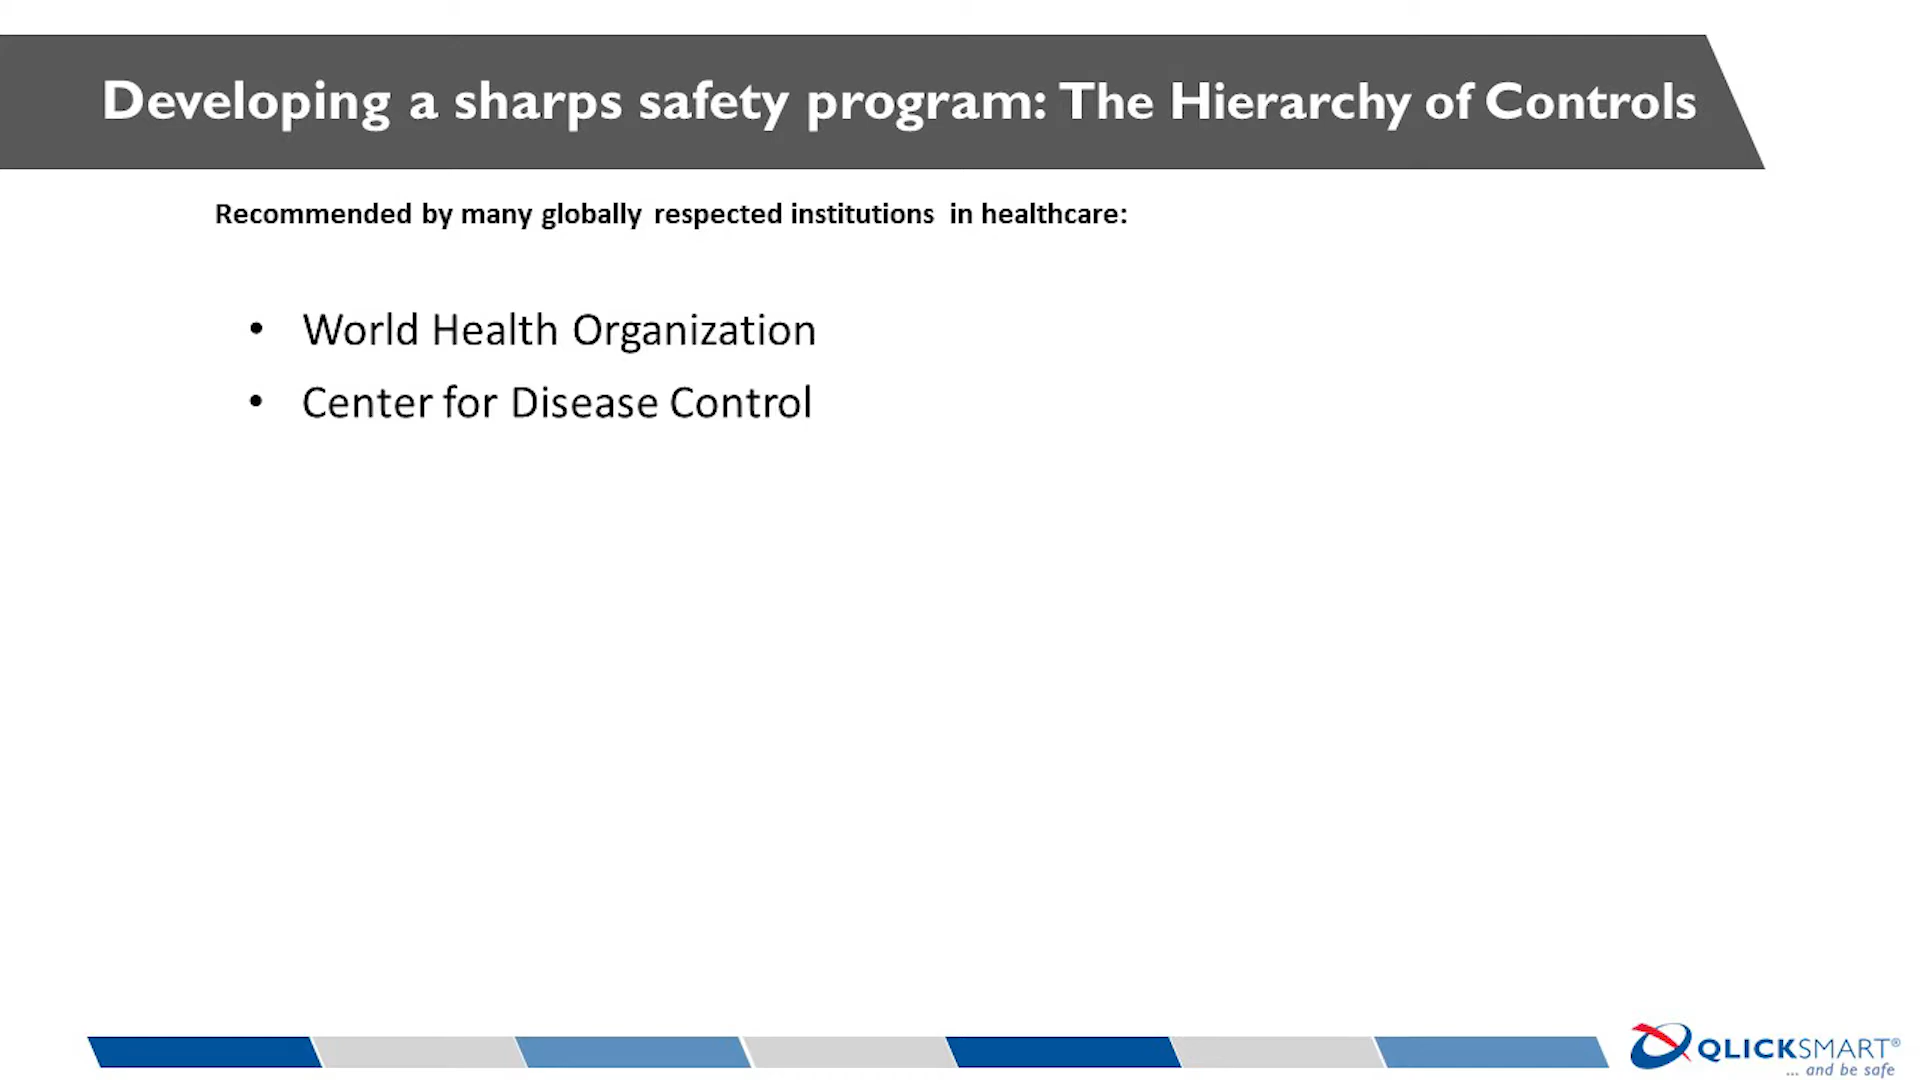 Developing a sharps safety program: The Hierarchy of Controls
Recommended by many globally respected institutions in healthcare:
• World Health Organization
• Center for Disease Control
QLICKSMART®
... and be safe